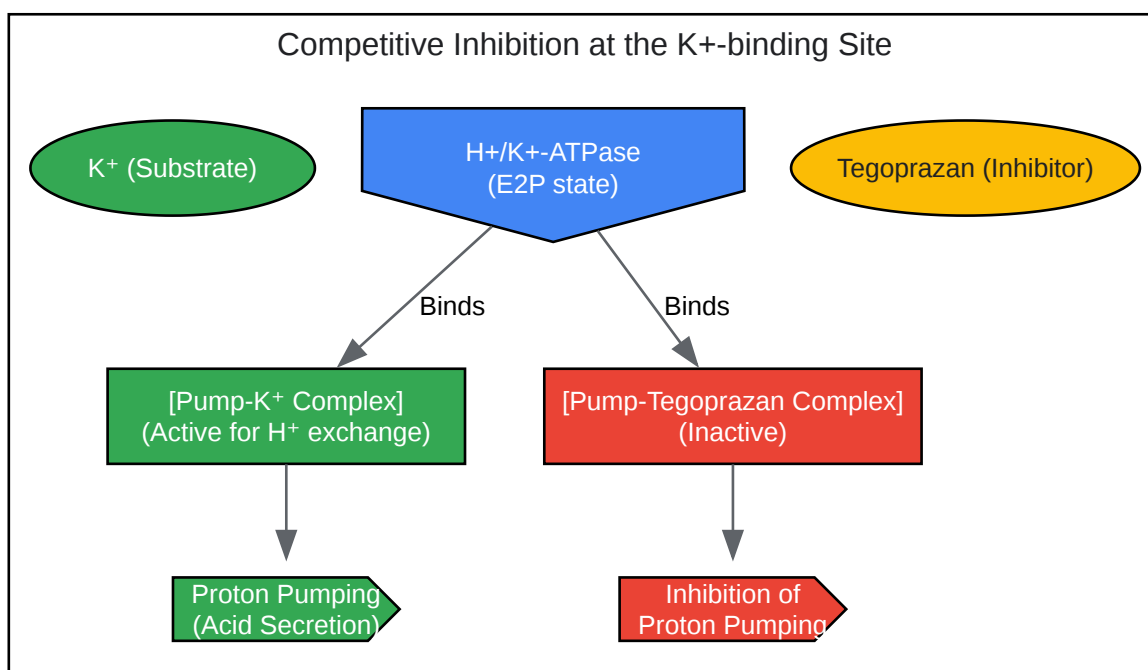 Competitive Inhibition at the K+-binding Site
K⁺ (Substrate)
H+/K+-ATPase
(E2P state)
Tegoprazan (Inhibitor)
Binds
Binds
[Pump-K⁺ Complex]
(Active for H⁺ exchange)
[Pump-Tegoprazan Complex]
(Inactive)
Proton Pumping
(Acid Secretion)
Inhibition of
Proton Pumping